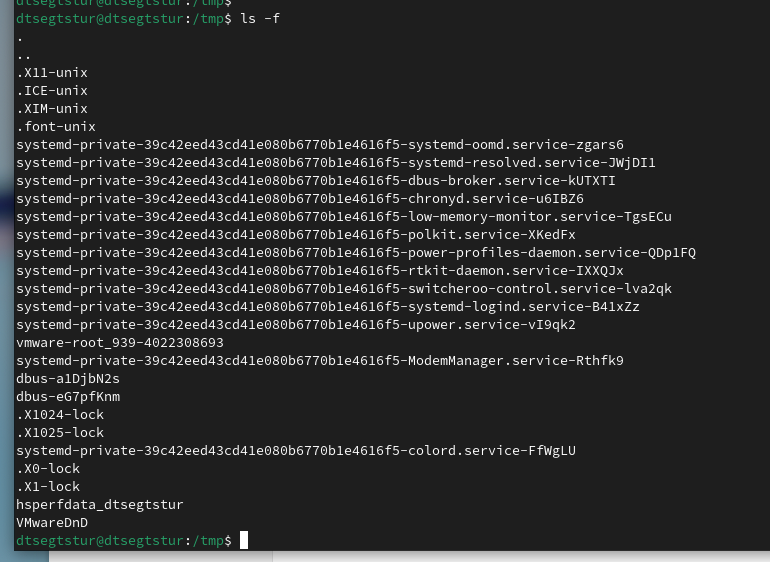 dtsegtstur@dtsegtstur:/tmp$
dtsegtstur@dtsegtstur:/tmp$ ls -f
.
..
.X11-unix
.ICE-unix
.XIM-unix
.font-unix
systemd-private-39c42eed43cd41e080b6770b1e4616f5-systemd-oomd.service-zgars6
systemd-private-39c42eed43cd41e080b6770b1e4616f5-systemd-resolved.service-JWjDI1
systemd-private-39c42eed43cd41e080b6770b1e4616f5-dbus-broker.service-kUTXTI
systemd-private-39c42eed43cd41e080b6770b1e4616f5-chronyd.service-u6IBZ6
systemd-private-39c42eed43cd41e080b6770b1e4616f5-low-memory-monitor.service-TgsECu
systemd-private-39c42eed43cd41e080b6770b1e4616f5-polkit.service-XKedFx
systemd-private-39c42eed43cd41e080b6770b1e4616f5-power-profiles-daemon.service-QDp1FQ
systemd-private-39c42eed43cd41e080b6770b1e4616f5-rtkit-daemon.service-IXXQJx
systemd-private-39c42eed43cd41e080b6770b1e4616f5-switcheroo-control.service-lva2qk
systemd-private-39c42eed43cd41e080b6770b1e4616f5-systemd-logind.service-B41xZz
systemd-private-39c42eed43cd41e080b6770b1e4616f5-upower.service-vI9qk2
vmware-root_939-4022308693
systemd-private-39c42eed43cd41e080b6770b1e4616f5-ModemManager.service-Rthfk9
dbus-a1DjbN2s
dbus-eG7pfKnm
.X1024-lock
.X1025-lock
systemd-private-39c42eed43cd41e080b6770b1e4616f5-colord.service-FfWgLU
.X0-lock
.X1-lock
hsperfdata_dtsegtstur
VMwareDnD
dtsegtstur@dtsegtstur:/tmp$